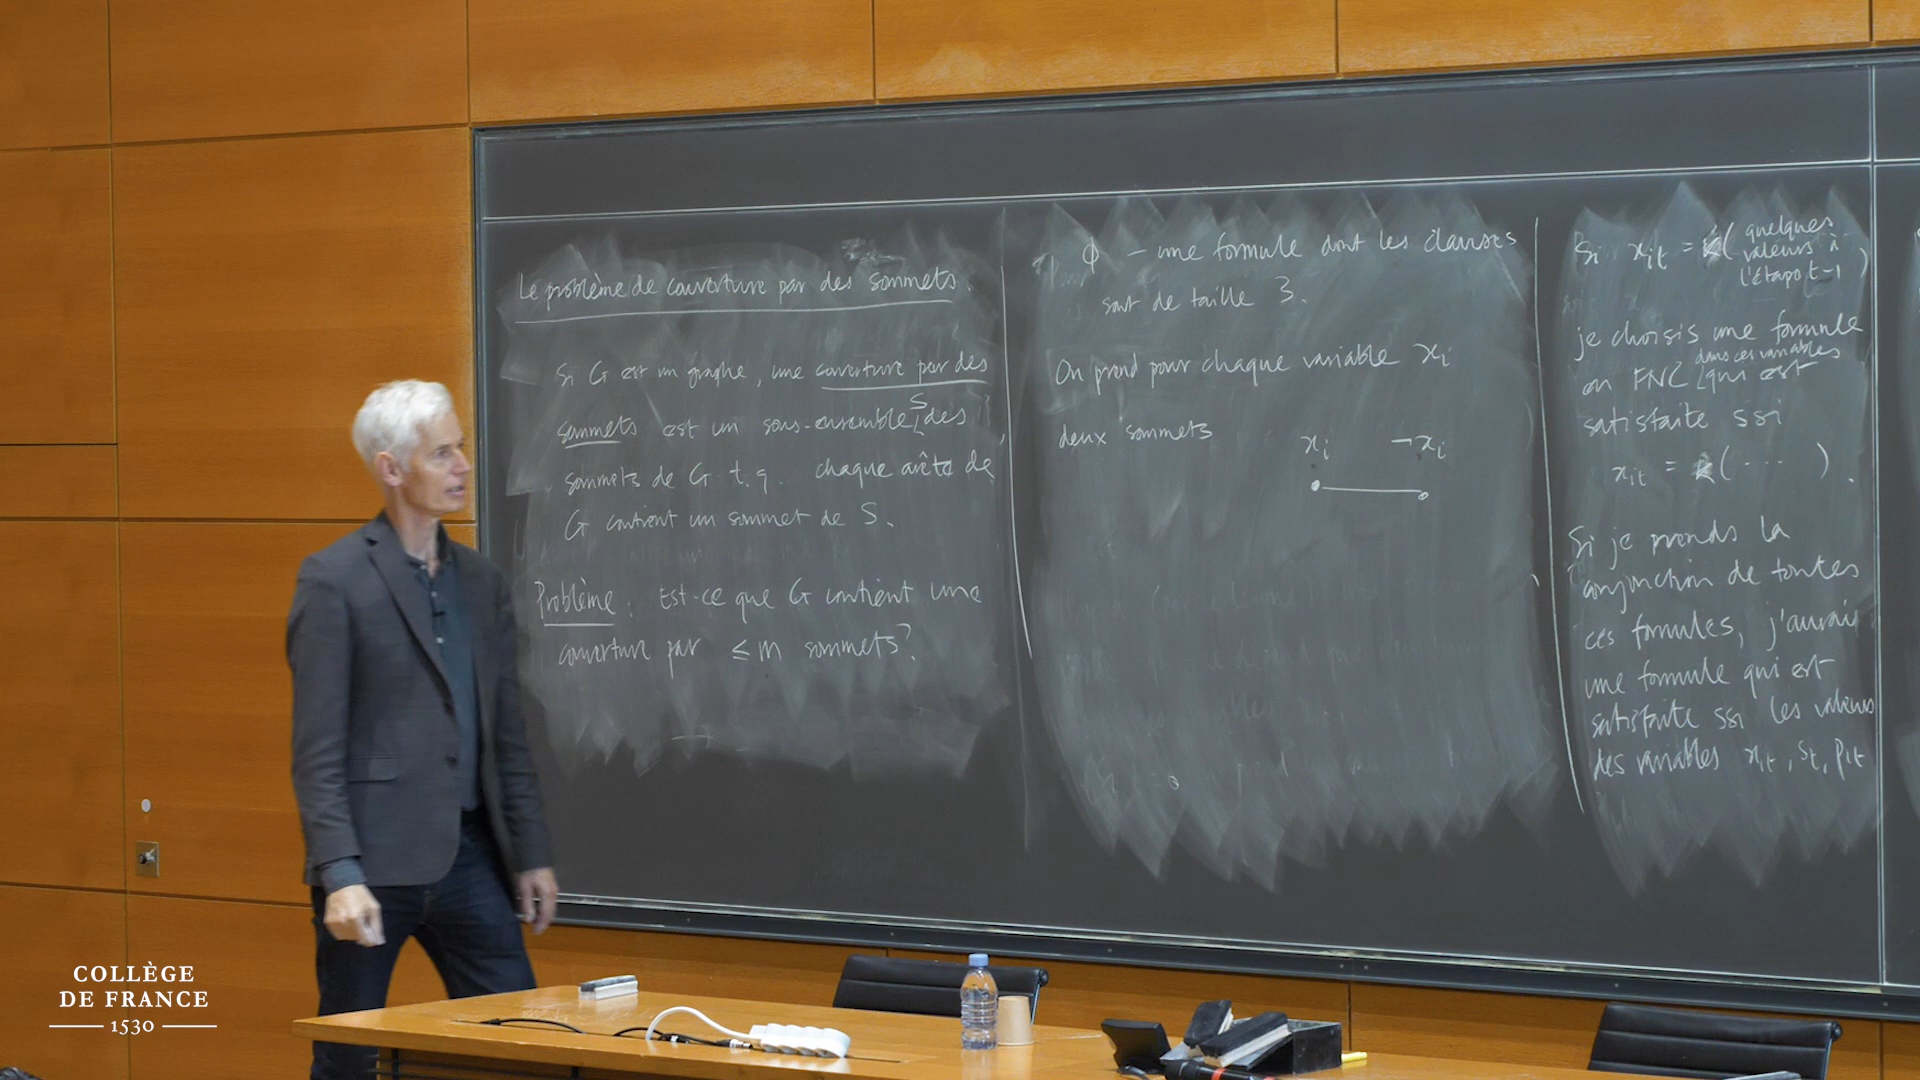 Le problème de couverture par des sommets.
Si G est un graphe, une couverture par des
sommets est un sous-ensemble S des
sommets de G t.q. chaque arête de
G contient un sommet de S.
Problème : Est-ce que G contient une
couverture par ≤ m sommets?
ϕ – une formule dont les clauses
sont de taille 3.
On prend pour chaque variable xi
deux sommets
xi ¬xi
Si xit = ( quelques
valeurs à
l'étape t-1 )
je choisis une formule
en FNC dans ces variables qui est
satisfaite ssi
xit = ( ... ).
Si je prends la
conjonction de toutes
ces formules, j'aurai
une formule qui est
satisfaite ssi les valeurs
des variables xit, st, pit
COLLÈGE
DE FRANCE
1530